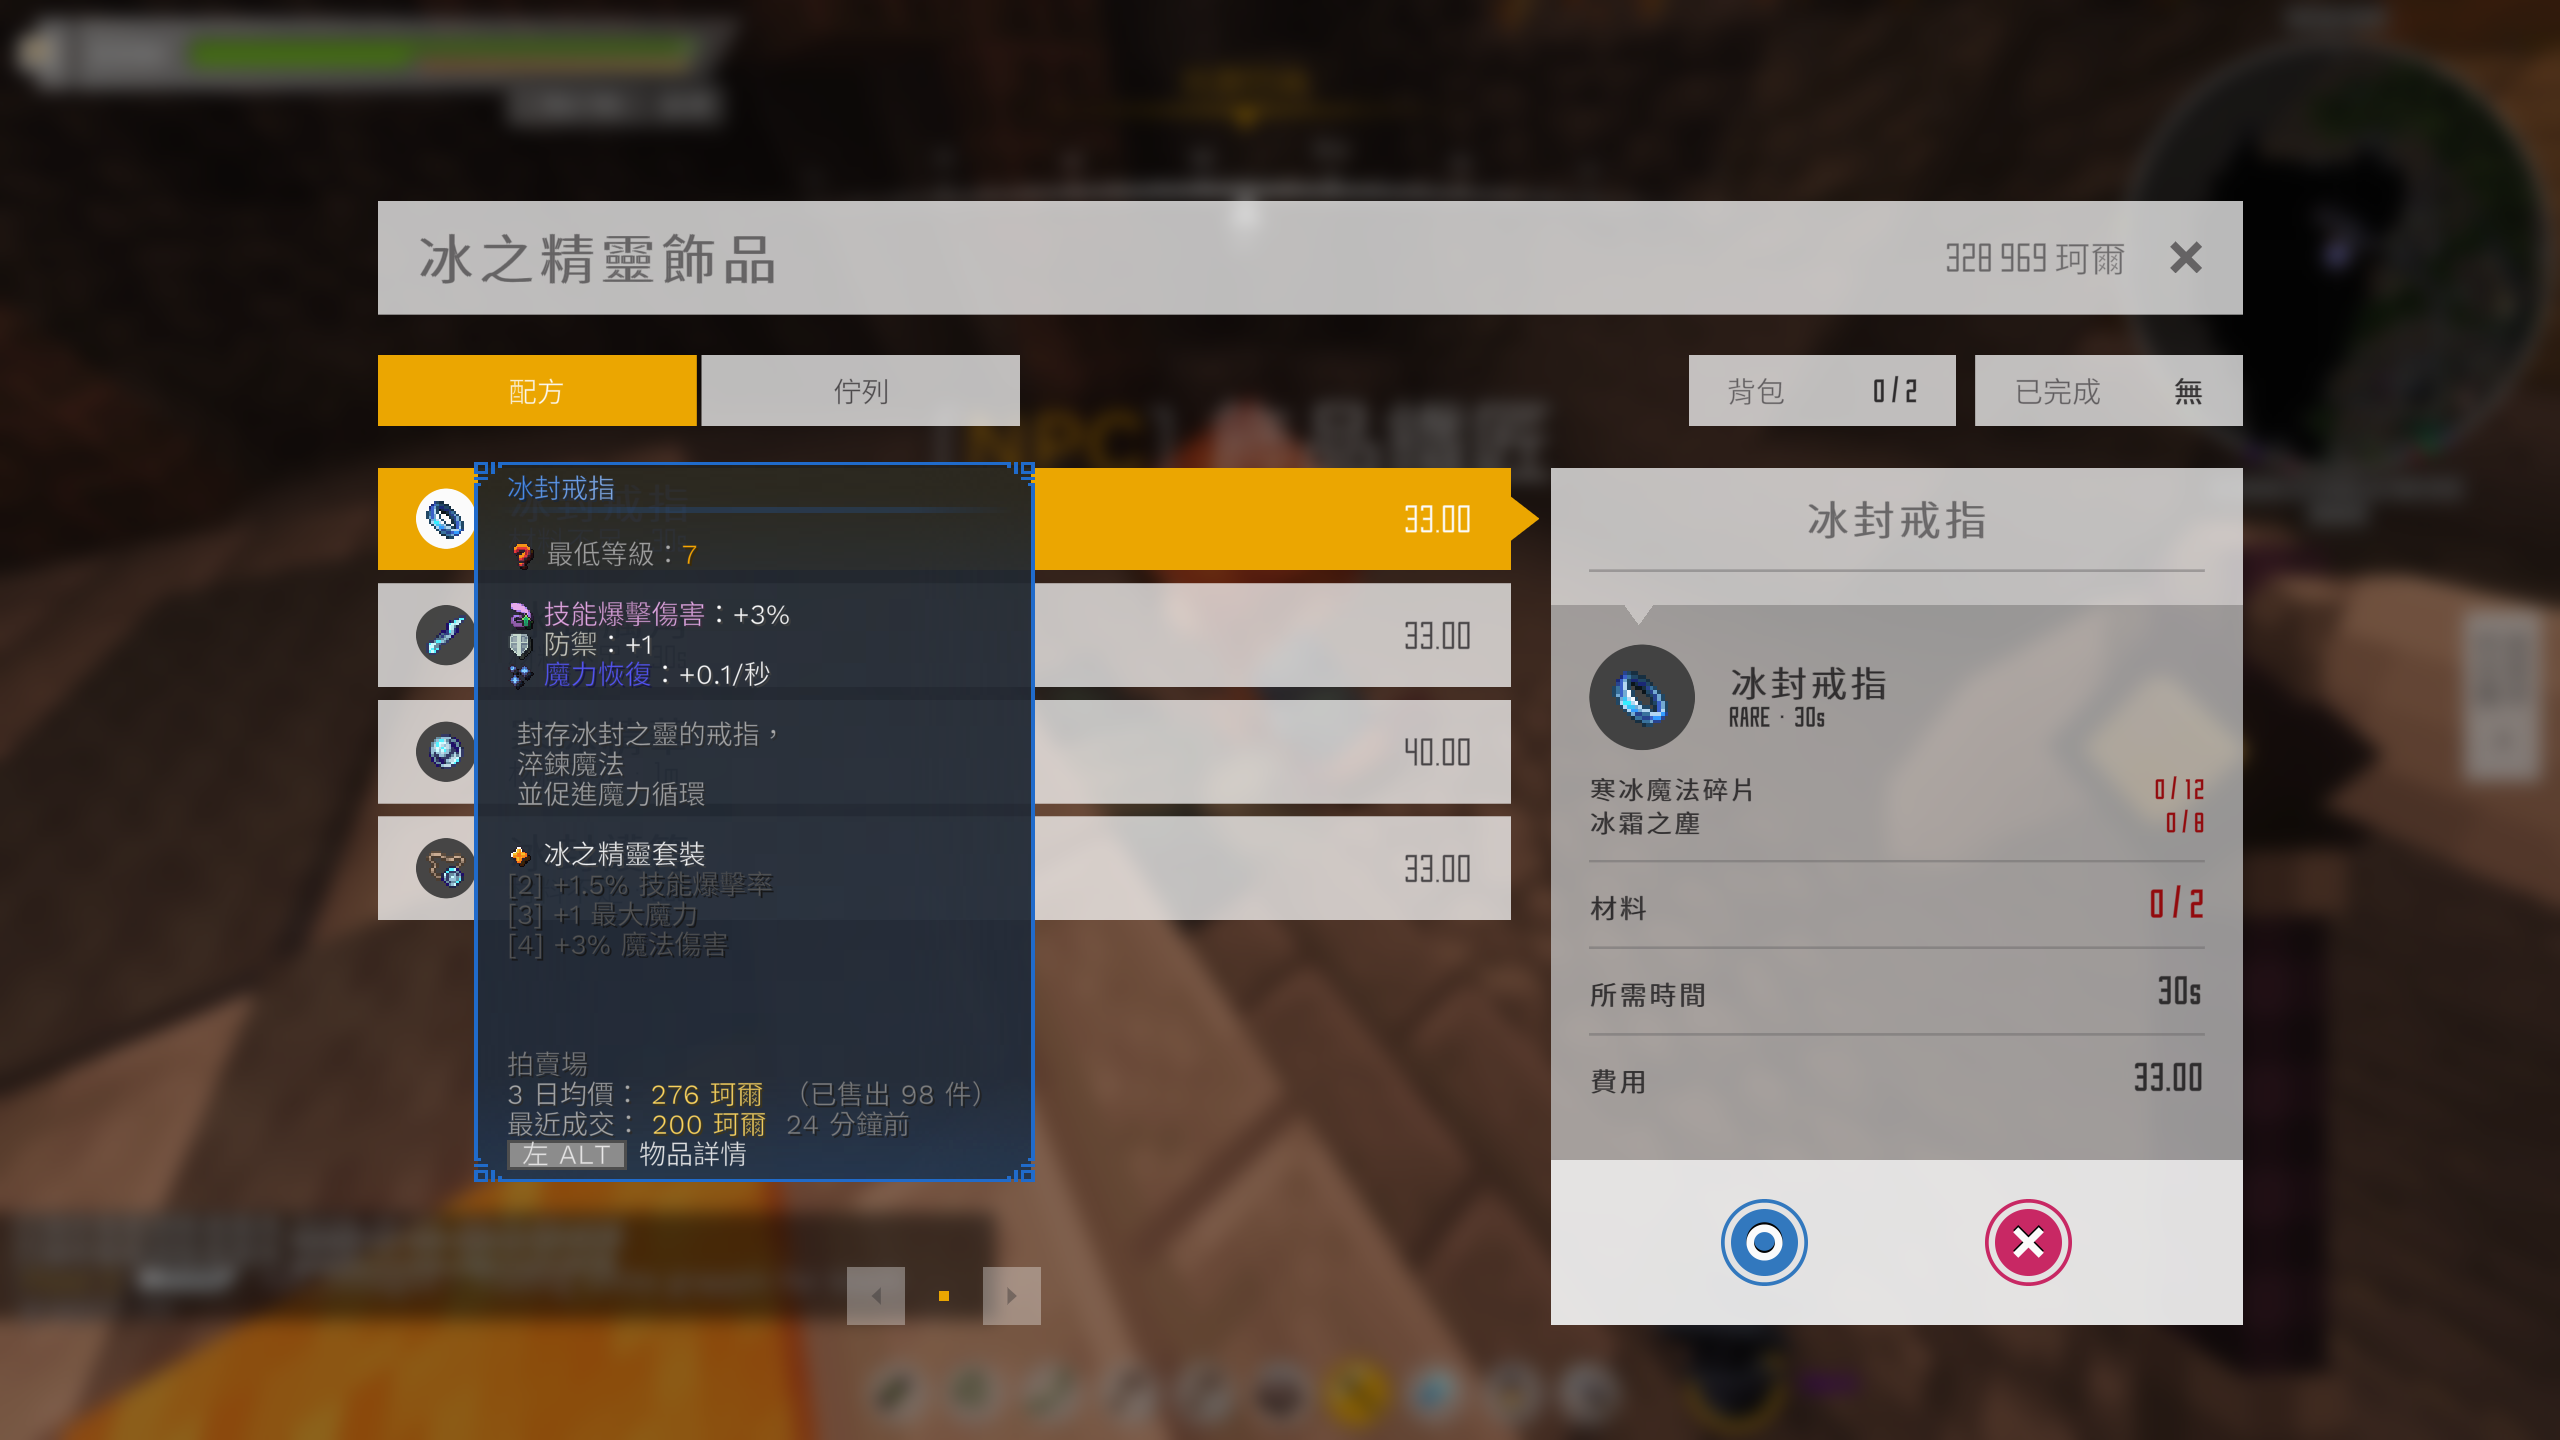 冰之精靈飾品
328 969 珂爾
配方
佇列
背包 0/2
已完成 無
[NPC]
33.00
33.00
40.00
33.00
冰封戒指
最低等級：7
技能爆擊傷害：+3%
防禦：+1
魔力恢復：+0.1/秒
封存冰封之靈的戒指，
淬鍊魔法
並促進魔力循環
冰之精靈套裝
[2] +1.5% 技能爆擊率
[3] +1 最大魔力
[4] +3% 魔法傷害
拍賣場
3 日均價： 276 珂爾 （已售出 98 件）
最近成交： 200 珂爾 24 分鐘前
左 ALT 物品詳情
冰封戒指
冰封戒指
RARE · 30s
寒冰魔法碎片 0/12
冰霜之塵 0/8
材料 0/2
所需時間 30s
費用 33.00